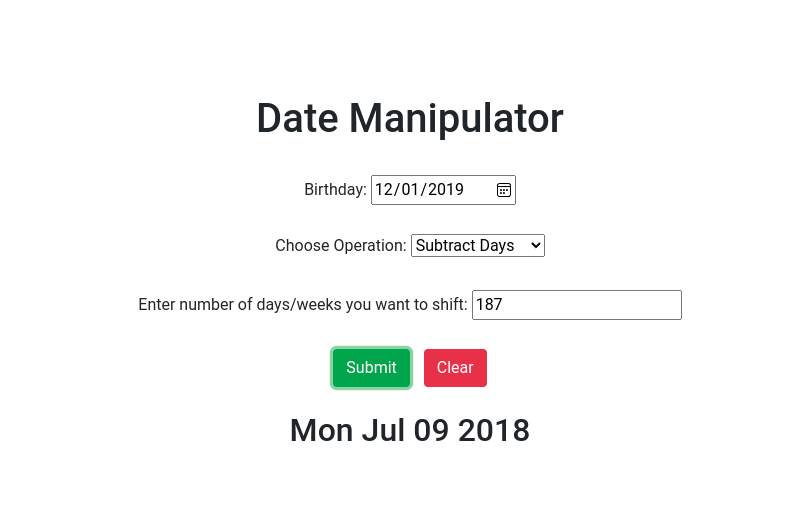 Date Manipulator
Birthday: 12/01/2019
Choose Operation: Subtract Days
Enter number of days/weeks you want to shift: 187
Submit Clear
Mon Jul 09 2018